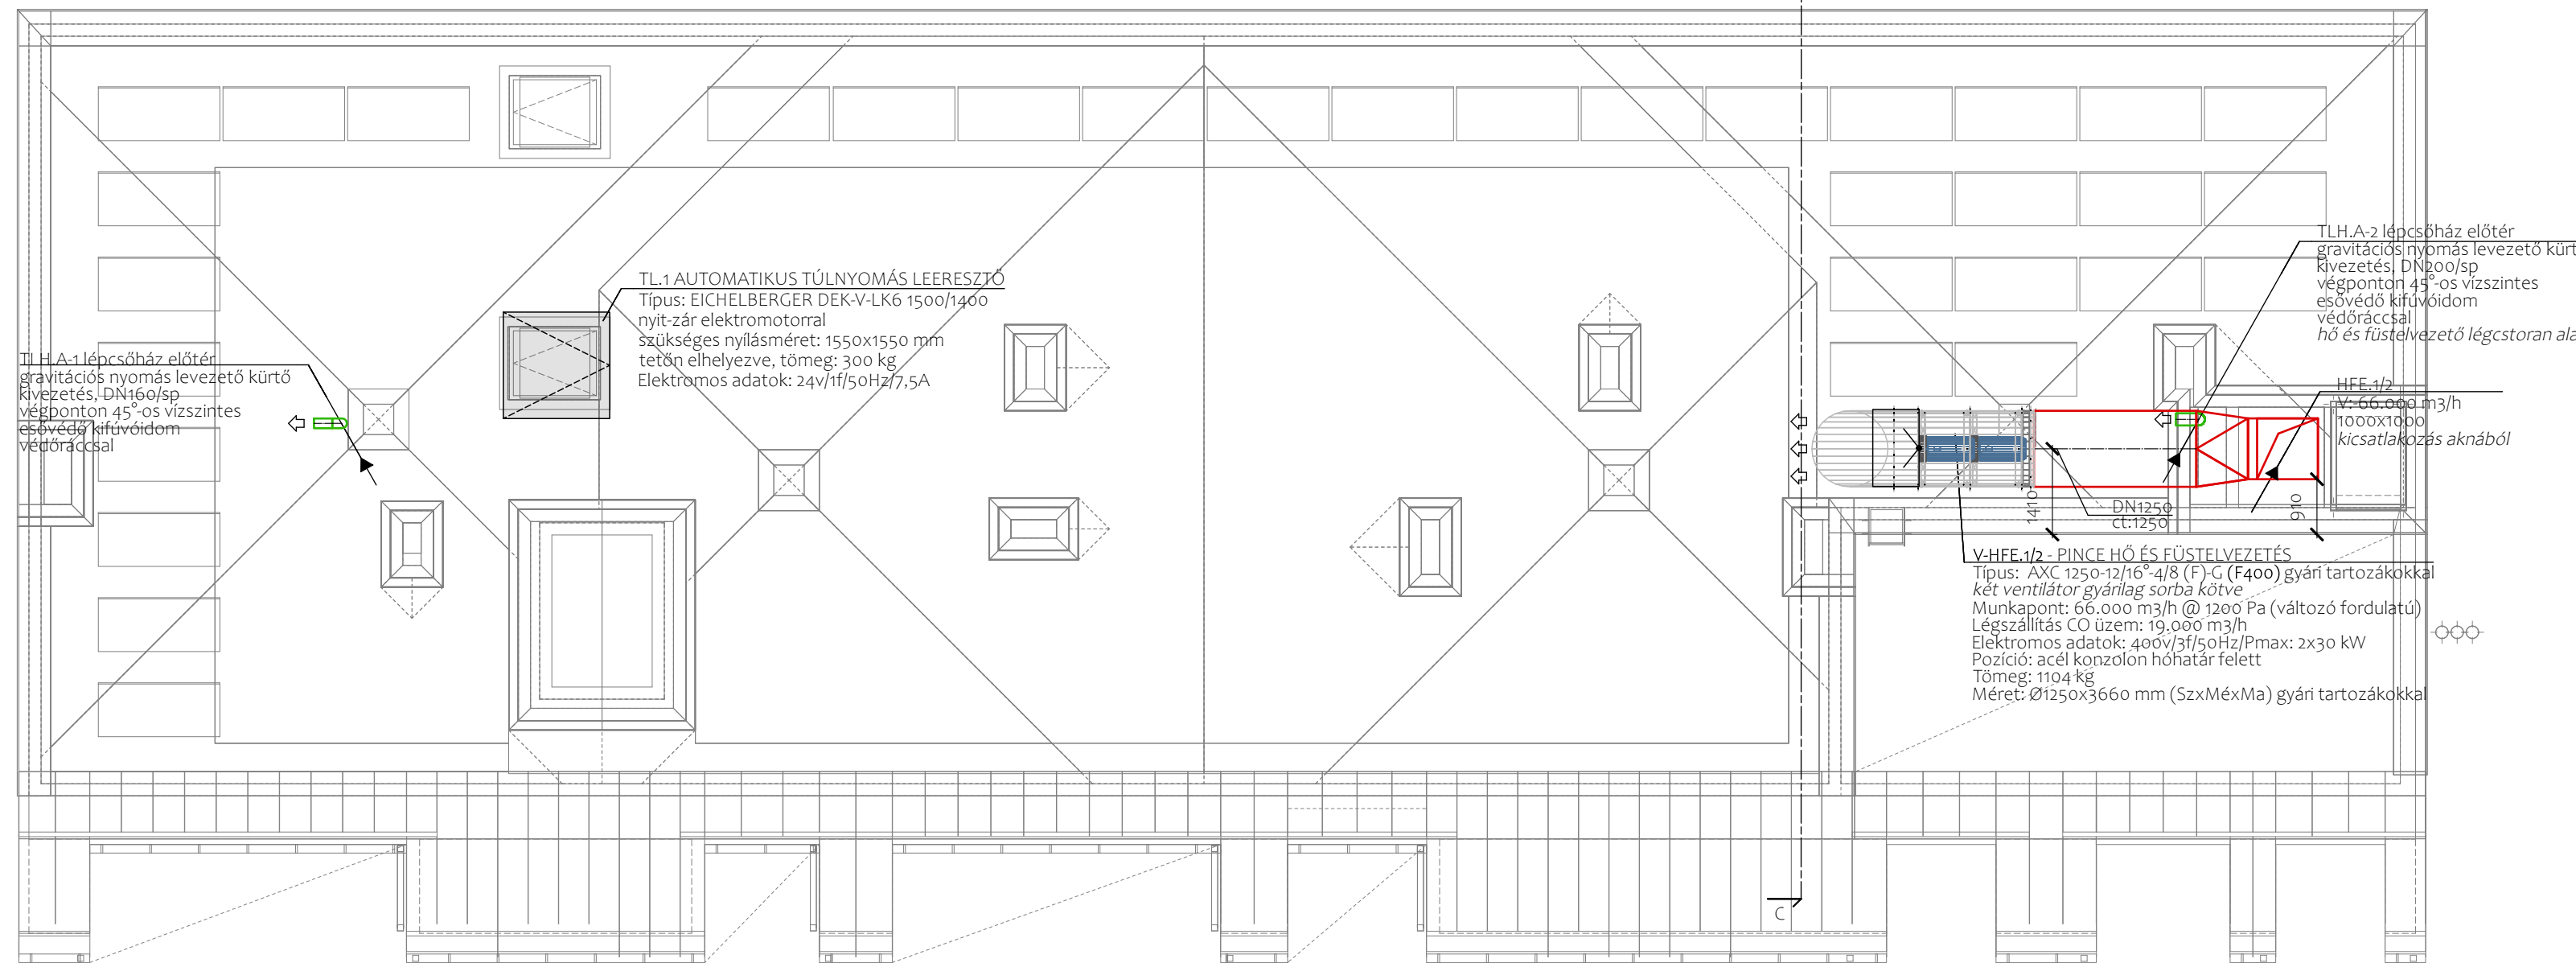 TL.1 AUTOMATIKUS TÚLNYOMÁS LEERESZTŐ
Típus: EICHELBERGER DEK-V-LK6 1500/1400
nyit-zár elektromotorral
szükséges nyílásméret: 1550x1550 mm
tetőn elhelyezve, tömeg: 300 kg
Elektromos adatok: 24v/1f/50Hz/7,5A
TLH.A-1 lépcsőház előtér
gravitációs nyomás levezető kürtő
kivezetés, DN160/sp
végponton 45°-os vízszintes
esővédő kifúvóidom
védőráccsal
TLH.A-2 lépcsőház előtér
gravitációs nyomás levezető kürt
kivezetés, DN200/sp
végponton 45°-os vízszintes
esővédő kifúvóidom
védőráccsal
hő és füstelvezető légcstoran ala
HFE.1/2
V:-66.000 m3/h
1000x1000
kicsatlakozás aknából
1410
DN1250
ct:1250
910
V-HFE.1/2 - PINCE HŐ ÉS FÜSTELVEZETÉS
Típus: AXC 1250-12/16°-4/8 (F)-G (F400) gyári tartozákokkal
két ventilátor gyárilag sorba kötve
Munkapont: 66.000 m3/h @ 1200 Pa (változó fordulatú)
Légszállítás CO üzem: 19.000 m3/h
Elektromos adatok: 400v/3f/50Hz/Pmax: 2x30 kW
Pozíció: acél konzolon hóhatár felett
Tömeg: 1104 kg
Méret: Ø1250x3660 mm (SzxMéxMa) gyári tartozákokkal
C